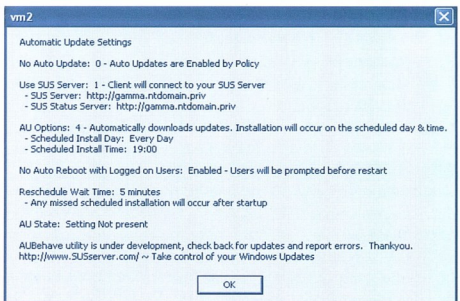 vm2
Automatic Update Settings
No Auto Update: 0 - Auto Updates are Enabled by Policy
Use SUS Server: 1 - Client will connect to your SUS Server
- SUS Server: http://gamma.ntdomain.priv
- SUS Status Server: http://gamma.ntdomain.priv
AU Options: 4 - Automatically downloads updates. Installation will occur on the scheduled day & time.
- Scheduled Install Day: Every Day
- Scheduled Install Time: 19:00
No Auto Reboot with Logged on Users: Enabled - Users will be prompted before restart
Reschedule Wait Time: 5 minutes
- Any missed scheduled installation will occur after startup
AU State: Setting Not present
AUBehave utility is under development, check back for updates and report errors. Thankyou.
http://www.SUSserver.com/ ~ Take control of your Windows Updates
OK